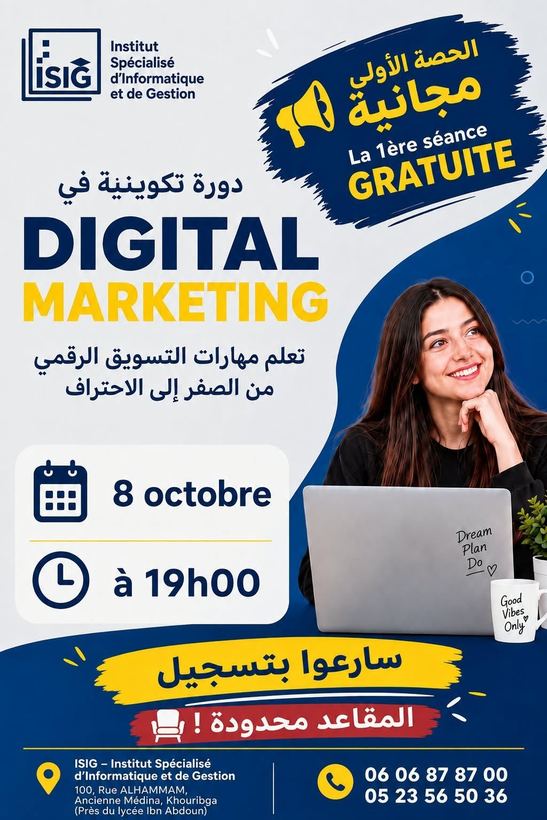 ISIG
Institut
Spécialisé
d'Informatique
et de Gestion
الحصة الأولى
مجانية
La 1ère séance
GRATUITE
دورة تكوينية في
DIGITAL
MARKETING
تعلم مهارات التسويق الرقمي
من الصفر إلى الاحتراف
8 octobre
à 19h00
Dream
Plan
Do
Good
Vibes
Only
سارعوا بتسجيل
المقاعد محدودة !
ISIG – Institut Spécialisé
d'Informatique et de Gestion
100, Rue ALHAMMAM,
Ancienne Médina, Khouribga
(Près du lycée Ibn Abdoun)
06 06 87 87 00
05 23 56 50 36